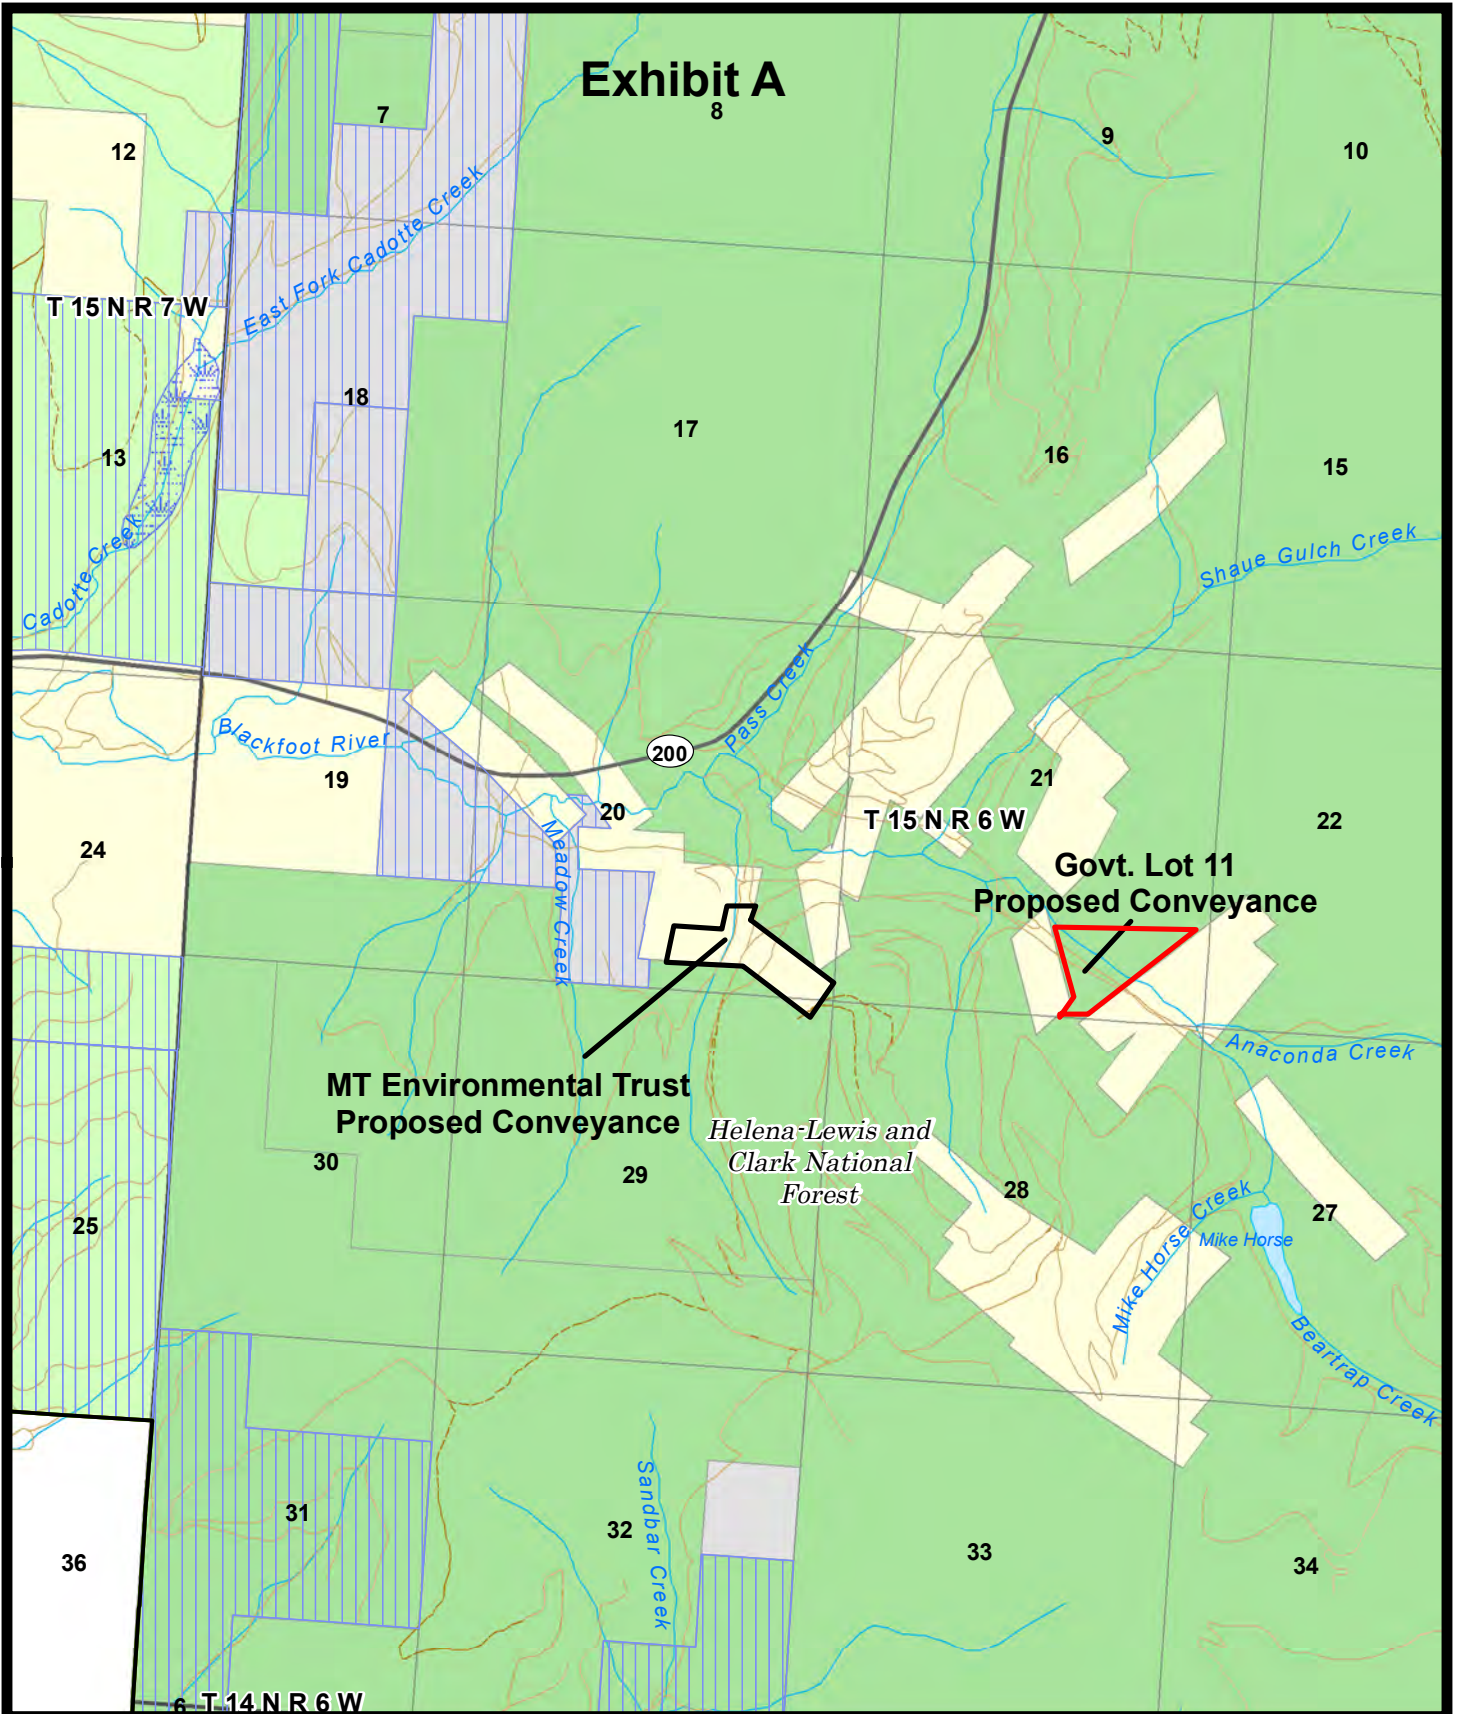 Exhibit A
7
8
9
10
12
East Fork Cadotte Creek
T 15 N R 7 W
18
17
16
15
13
Cadotte Creek
Shaue Gulch Creek
Pass Creek
Blackfoot River
200
19
20
21
22
T 15 N R 6 W
24
Meadow Creek
Govt. Lot 11
Proposed Conveyance
Anaconda Creek
MT Environmental Trust
Proposed Conveyance
Helena-Lewis and
Clark National
Forest
30
29
28
27
25
Mike Horse Creek
Mike Horse
Beartrap Creek
Sandbar Creek
31
32
33
34
36
6
T 14 N R 6 W